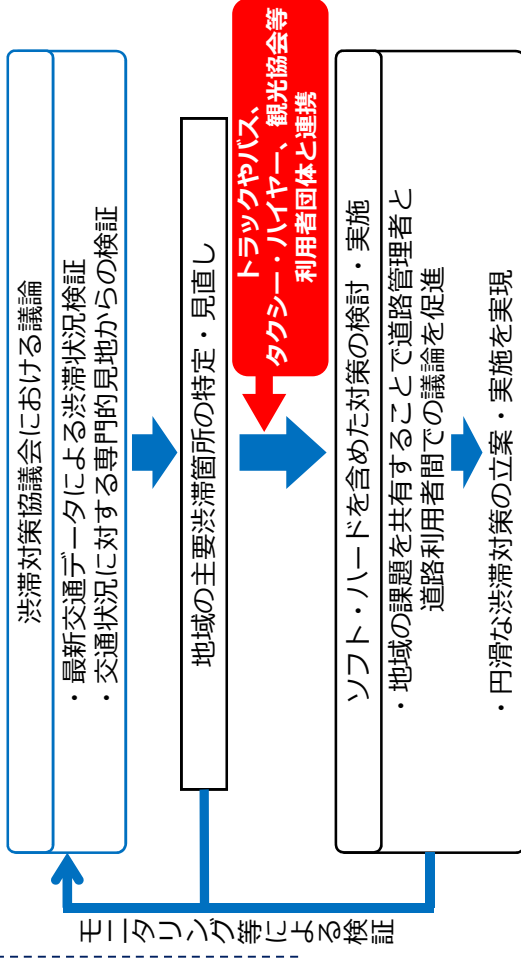 渋滞対策協議会における議論
・最新交通データによる渋滞状況検証
・交通状況に対する専門的見地からの検証
地域の主要渋滞箇所の特定・見直し
トラックやバス、
タクシー・ハイヤー、観光協会等
利用者団体と連携
ソフト・ハードを含めた対策の検討・実施
・地域の課題を共有することで道路管理者と
道路利用者間での議論を促進
・円滑な渋滞対策の立案・実施を実現
モニタリング等による検証